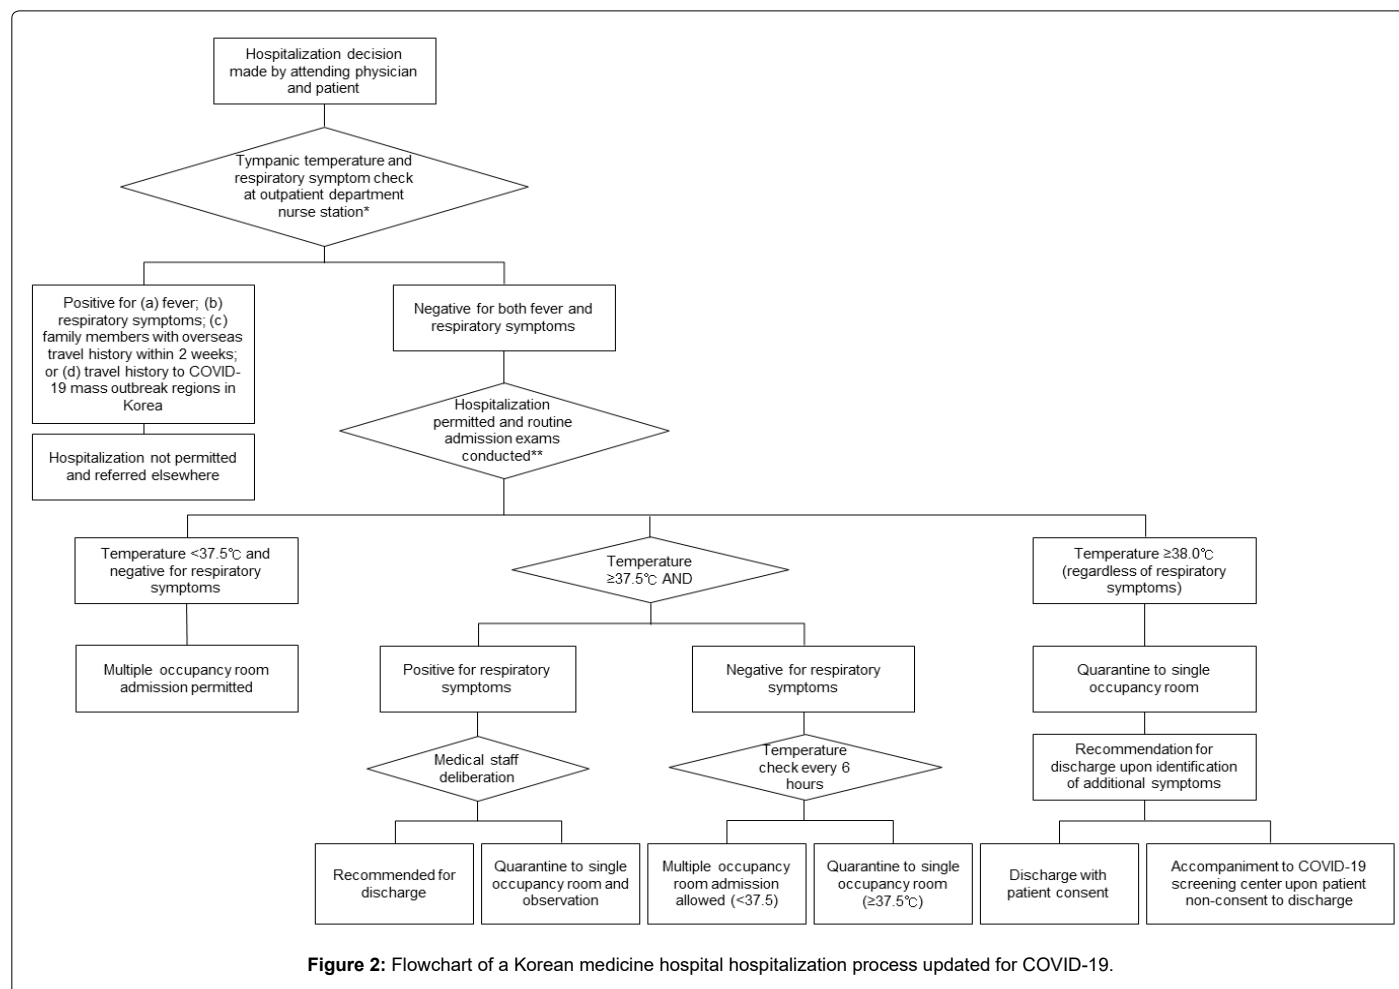 Hospitalization decision
made by attending physician
and patient
Tympanic temperature and
respiratory symptom check
at outpatient department
nurse station*
Positive for (a) fever; (b)
respiratory symptoms; (c)
family members with overseas
travel history within 2 weeks;
or (d) travel history to COVID-
19 mass outbreak regions in
Korea
Negative for both fever and
respiratory symptoms
Hospitalization not permitted
and referred elsewhere
Hospitalization
permitted and routine
admission exams
conducted**
Temperature <37.5℃ and
negative for respiratory
symptoms
Temperature
≥37.5℃ AND
Temperature ≥38.0℃
(regardless of respiratory
symptoms)
Multiple occupancy room
admission permitted
Positive for respiratory
symptoms
Negative for respiratory
symptoms
Quarantine to single
occupancy room
Medical staff
deliberation
Temperature
check every 6
hours
Recommendation for
discharge upon identification
of additional symptoms
Recommended for
discharge
Quarantine to single
occupancy room and
observation
Multiple occupancy
room admission
allowed (<37.5)
Quarantine to single
occupancy room
(≥37.5℃)
Discharge with
patient consent
Accompaniment to COVID-19
screening center upon patient
non-consent to discharge
Figure 2: Flowchart of a Korean medicine hospital hospitalization process updated for COVID-19.